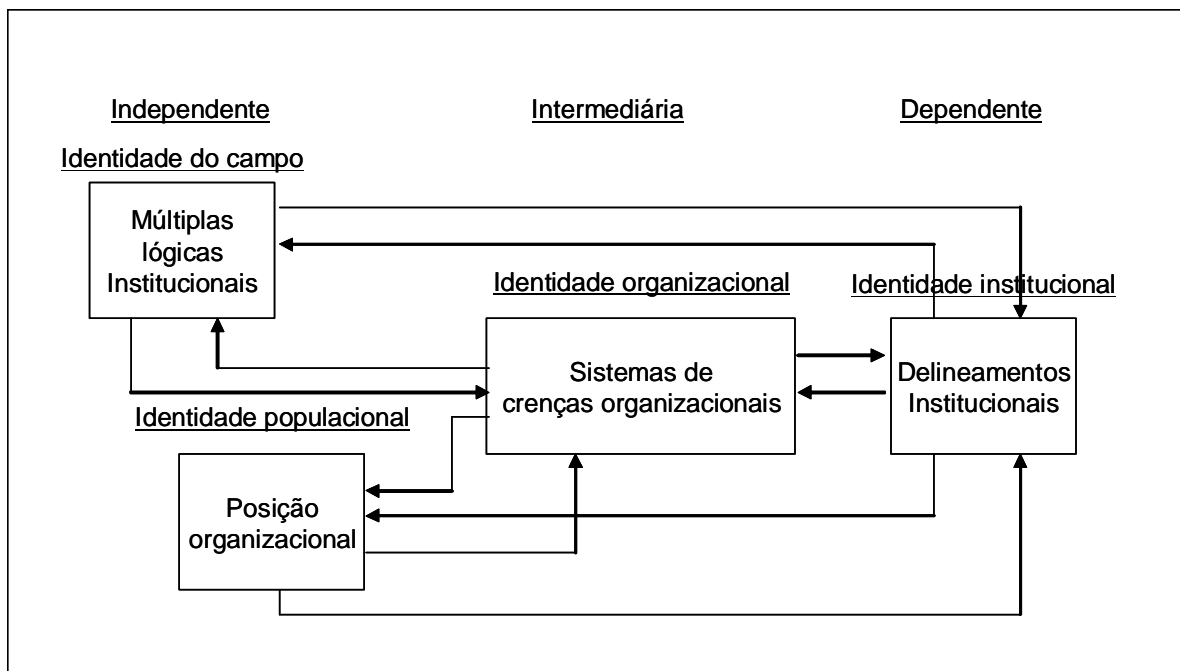 Independente
Intermediária
Dependente
Identidade do campo
Múltiplas
lógicas
Institucionais
Identidade organizacional
Identidade institucional
Sistemas de
crenças organizacionais
Delineamentos
Institucionais
Identidade populacional
Posição
organizacional